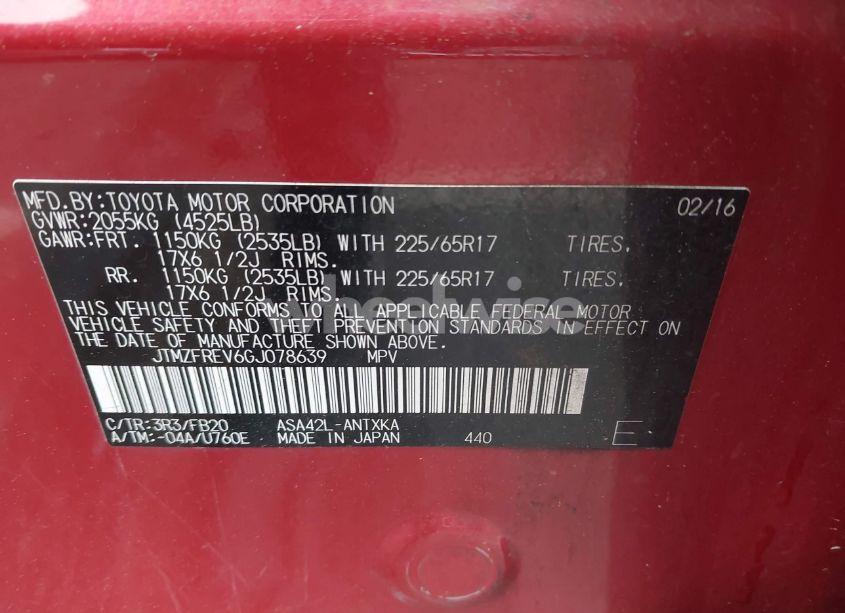 MFD.BY:TOYOTA MOTOR CORPORATION 02/16
GVWR:2055KG (4525LB)
GAWR:FRT. 1150KG (2535LB) WITH 225/65R17 TIRES,
17X6 1/2J RIMS.
RR. 1150KG (2535LB) WITH 225/65R17 TIRES,
17X6 1/2J RIMS.
THIS VEHICLE CONFORMS TO ALL APPLICABLE FEDERAL MOTOR
VEHICLE SAFETY AND THEFT PREVENTION STANDARDS IN EFFECT ON
THE DATE OF MANUFACTURE SHOWN ABOVE.
JTMZFREV6GJ078639 MPV
C/TR:3R3/FB20 ASA42L-ANTXKA
A/TM:-04A/U760E MADE IN JAPAN 440 E
wheelwise